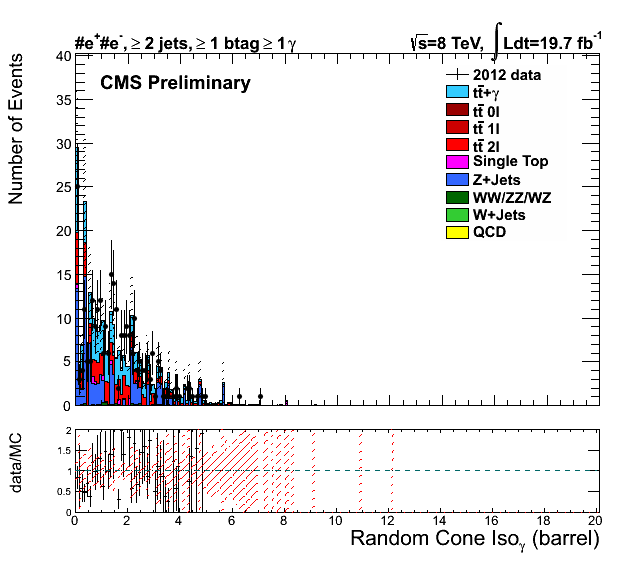 #e⁺#e⁻, ≥ 2 jets, ≥ 1 btag ≥ 1 γ
√s=8 TeV, ∫ Ldt=19.7 fb⁻¹
CMS Preliminary
2012 data
tt̄+γ
tt̄ 0l
tt̄ 1l
tt̄ 2l
Single Top
Z+Jets
WW/ZZ/WZ
W+Jets
QCD
Number of Events
40
35
30
25
20
15
10
5
0
data/MC
2
1.5
1
0.5
0
0 2 4 6 8 10 12 14 16 18 20
Random Cone Iso_γ (barrel)